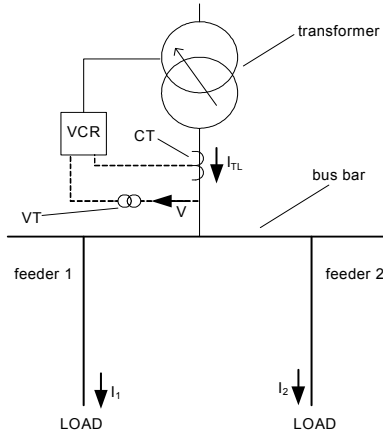 transformer
CT
VCR
I_TL
bus bar
VT
V
feeder 1
feeder 2
I_1
I_2
LOAD
LOAD